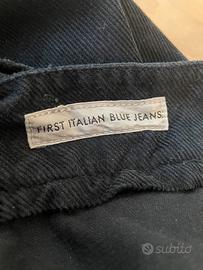 FIRST ITALIAN BLUE JEANS
subito